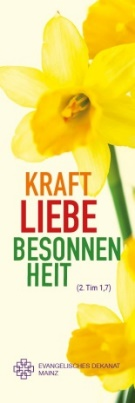 KRAFT
LIEBE
BESONNEN
HEIT
(2. Tim 1,7)
EVANGELISCHES DEKANAT
MAINZ